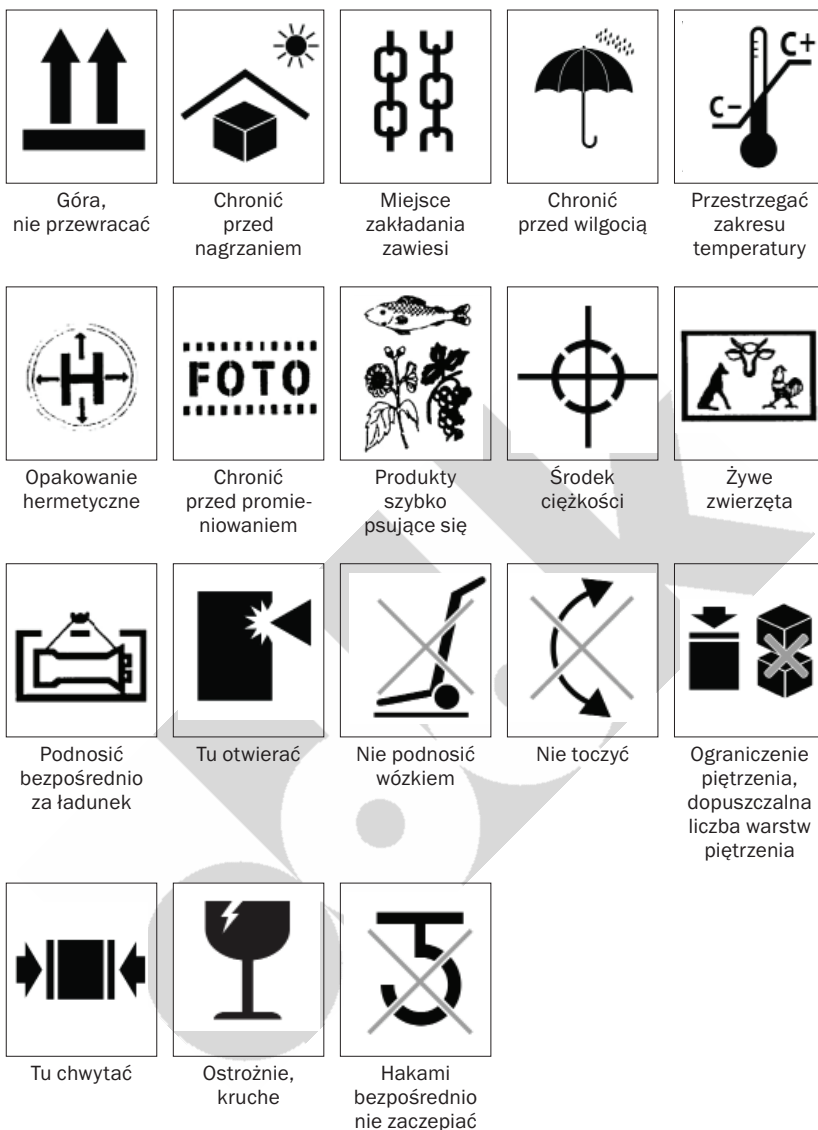 C+
C−
Góra,
nie przewracać
Chronić
przed
nagrzaniem
Miejsce
zakładania
zawiesi
Chronić
przed wilgocią
Przestrzegać
zakresu
temperatury
H
FOTO
Opakowanie
hermetyczne
Chronić
przed promie-
niowaniem
Produkty
szybko
psujące się
Środek
ciężkości
Żywe
zwierzęta
Podnosić
bezpośrednio
za ładunek
Tu otwierać
Nie podnosić
wózkiem
Nie toczyć
Ograniczenie
piętrzenia,
dopuszczalna
liczba warstw
piętrzenia
Tu chwytać
Ostrożnie,
kruche
Hakami
bezpośrednio
nie zaczepiać